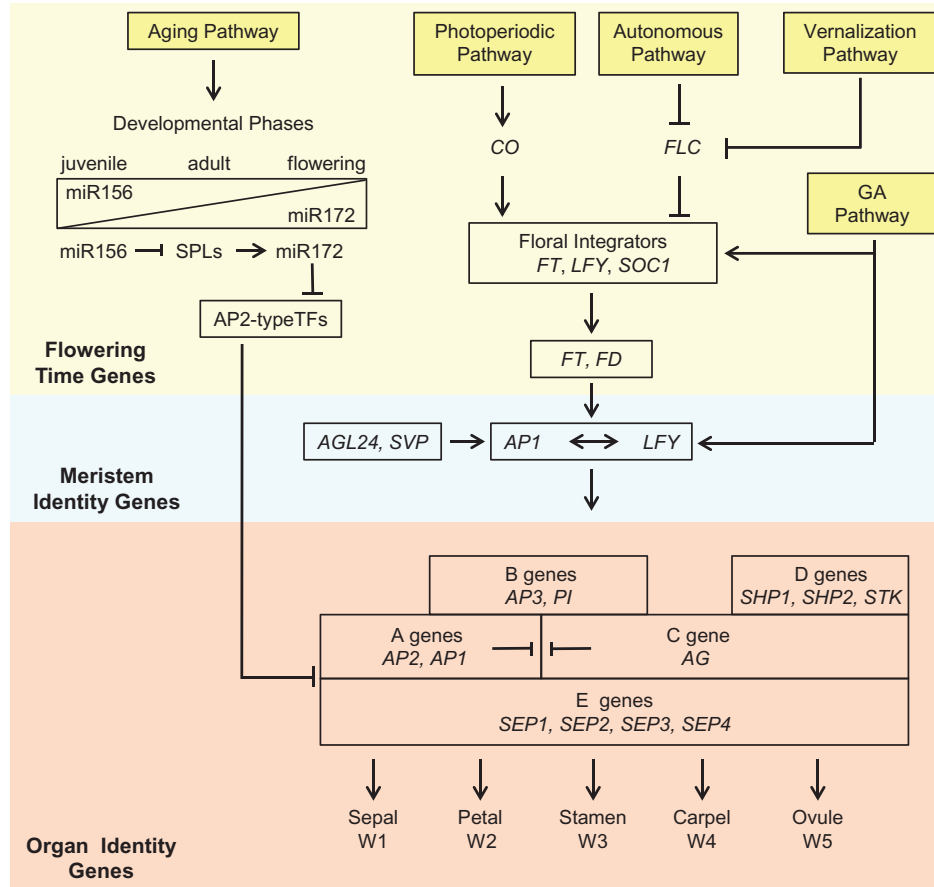 Aging Pathway
Photoperiodic
Pathway
Autonomous
Pathway
Vernalization
Pathway
Developmental Phases
CO
FLC
juvenile adult flowering
miR156
miR172
GA
Pathway
miR156 SPLs miR172
Floral Integrators
FT, LFY, SOC1
AP2-typeTFs
Flowering
Time Genes
FT, FD
AGL24, SVP
AP1 LFY
Meristem
Identity Genes
B genes
AP3, PI
D genes
SHP1, SHP2, STK
A genes
AP2, AP1
C gene
AG
E genes
SEP1, SEP2, SEP3, SEP4
Sepal
W1
Petal
W2
Stamen
W3
Carpel
W4
Ovule
W5
Organ Identity
Genes